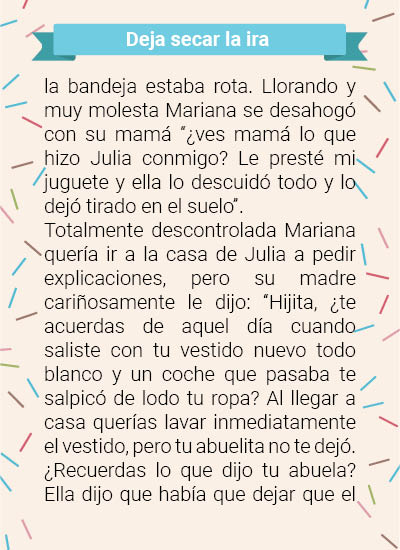 Deja secar la ira
la bandeja estaba rota. Llorando y
muy molesta Mariana se desahogó
con su mamá “¿ves mamá lo que
hizo Julia conmigo? Le presté mi
juguete y ella lo descuidó todo y lo
dejó tirado en el suelo”.
Totalmente descontrolada Mariana
quería ir a la casa de Julia a pedir
explicaciones, pero su madre
cariñosamente le dijo: “Hijita, ¿te
acuerdas de aquel día cuando
saliste con tu vestido nuevo todo
blanco y un coche que pasaba te
salpicó de lodo tu ropa? Al llegar a
casa querías lavar inmediatamente
el vestido, pero tu abuelita no te dejó.
¿Recuerdas lo que dijo tu abuela?
Ella dijo que había que dejar que el